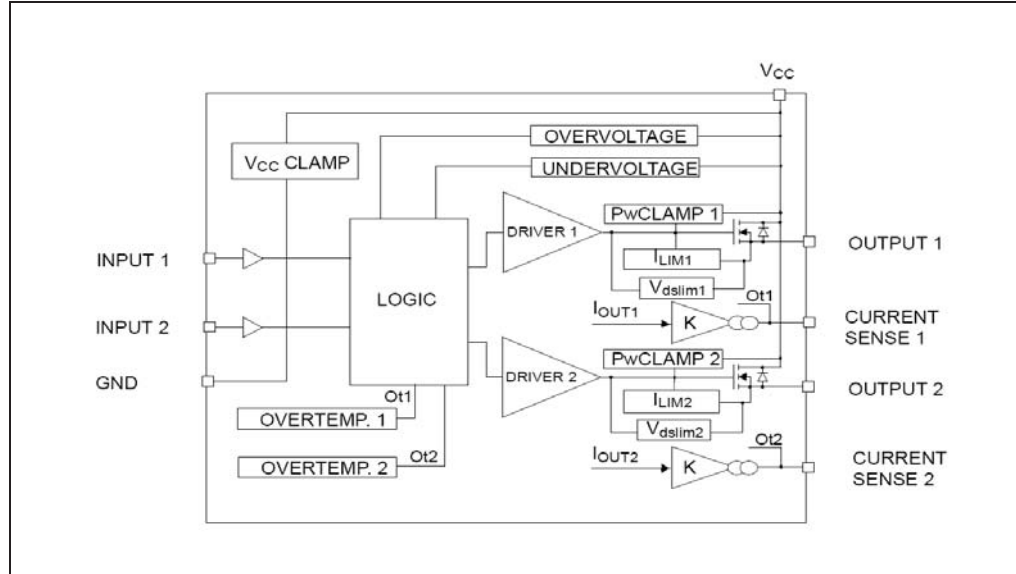 VCC
OVERVOLTAGE
VCC CLAMP
UNDERVOLTAGE
PwCLAMP 1
DRIVER 1
OUTPUT 1
INPUT 1
ILIM1
LOGIC
Vdslim1
Ot1
IOUT1
K
CURRENT
SENSE 1
INPUT 2
PwCLAMP 2
GND
DRIVER 2
OUTPUT 2
Ot1
ILIM2
OVERTEMP. 1
Vdslim2
Ot2
Ot2
IOUT2
K
CURRENT
SENSE 2
OVERTEMP. 2